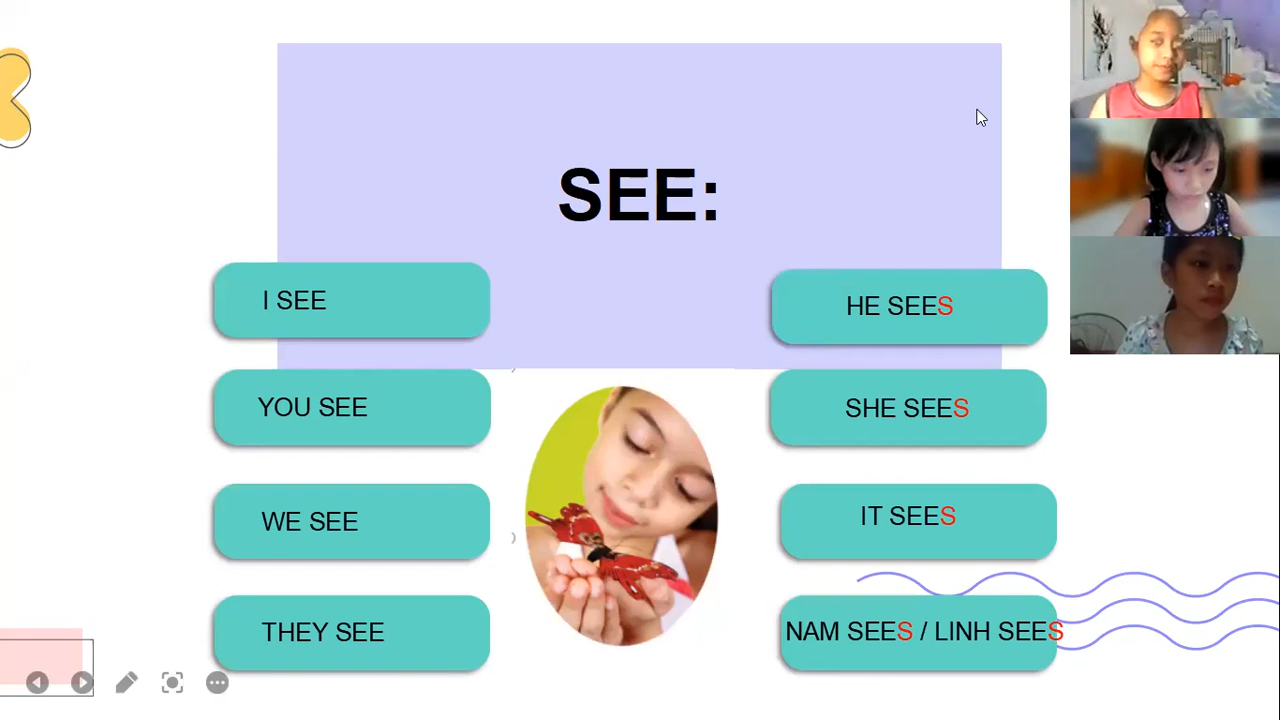 SEE:
I SEE
YOU SEE
WE SEE
THEY SEE
HE SEES
SHE SEES
IT SEES
NAM SEES / LINH SEES